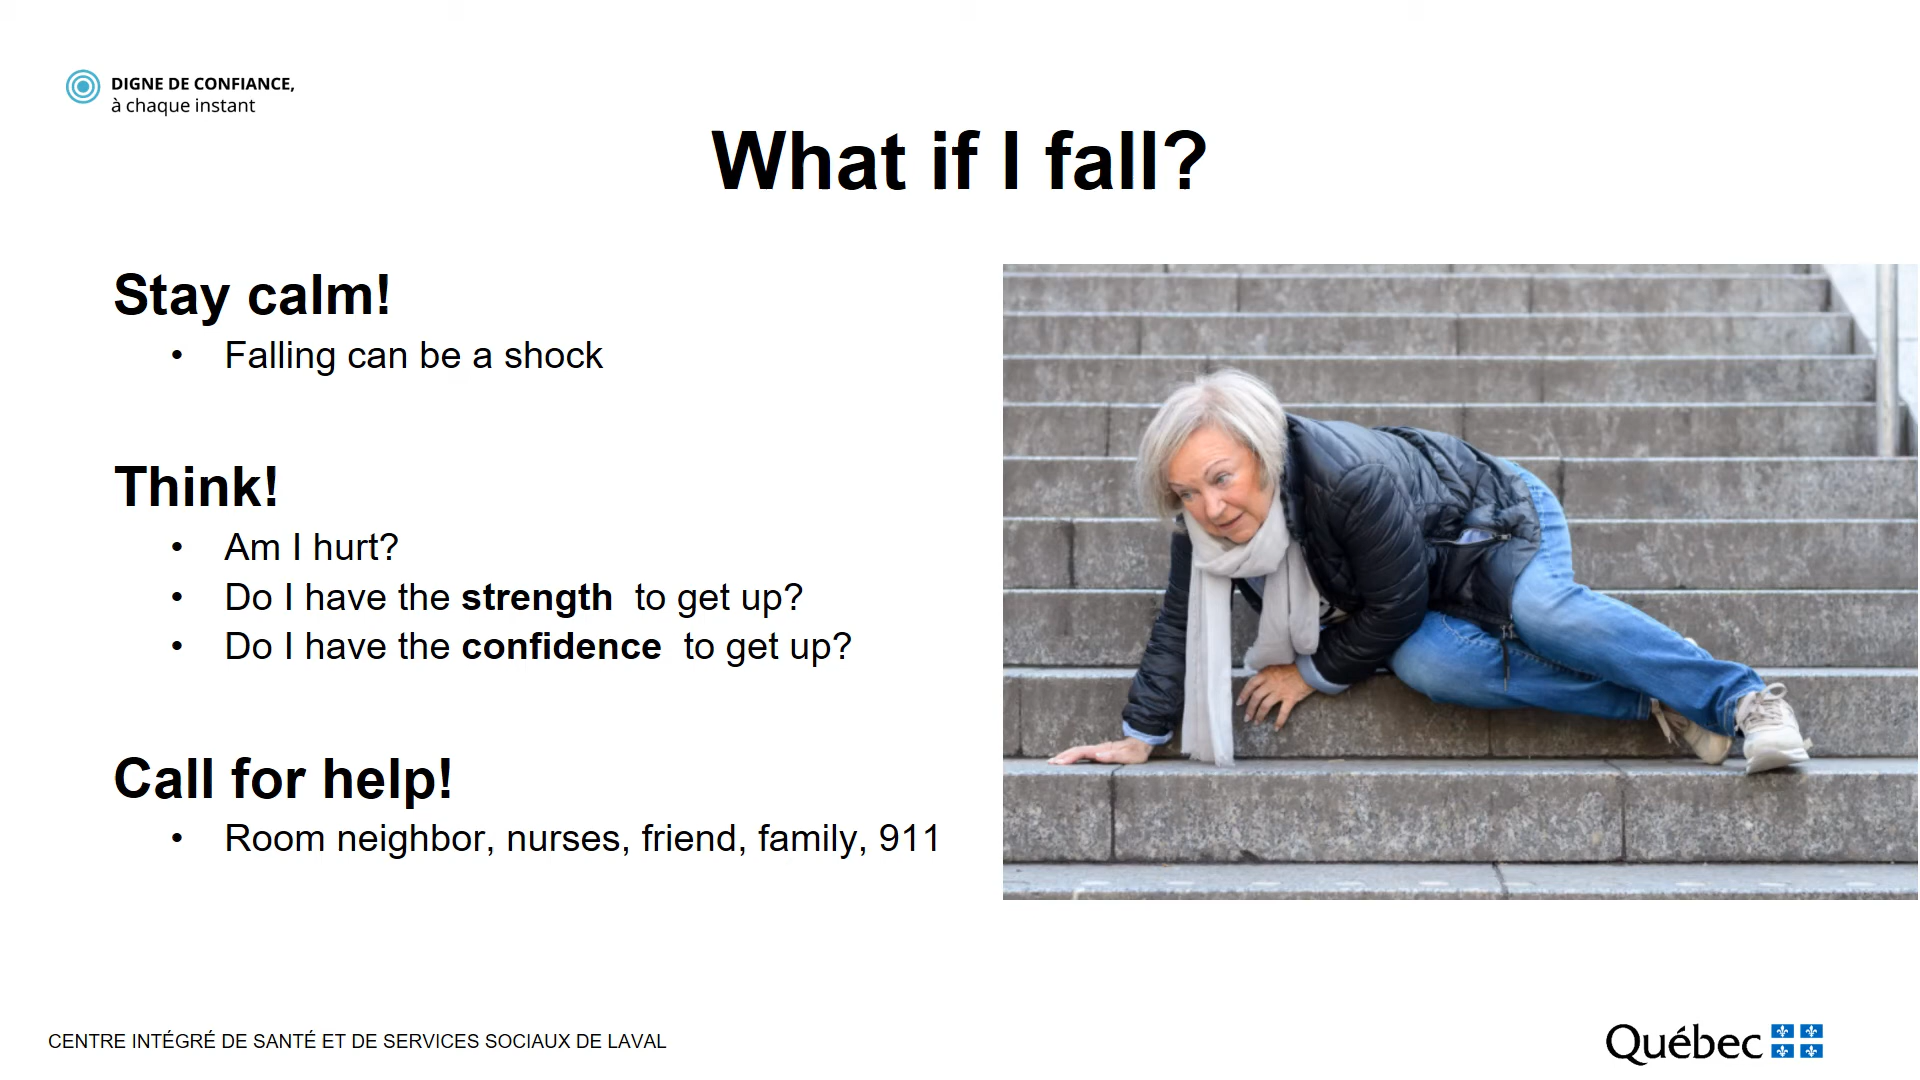 DIGNE DE CONFIANCE,
à chaque instant
What if I fall?
Stay calm!
• Falling can be a shock
Think!
• Am I hurt?
• Do I have the strength to get up?
• Do I have the confidence to get up?
Call for help!
• Room neighbor, nurses, friend, family, 911
CENTRE INTÉGRÉ DE SANTÉ ET DE SERVICES SOCIAUX DE LAVAL
Québec